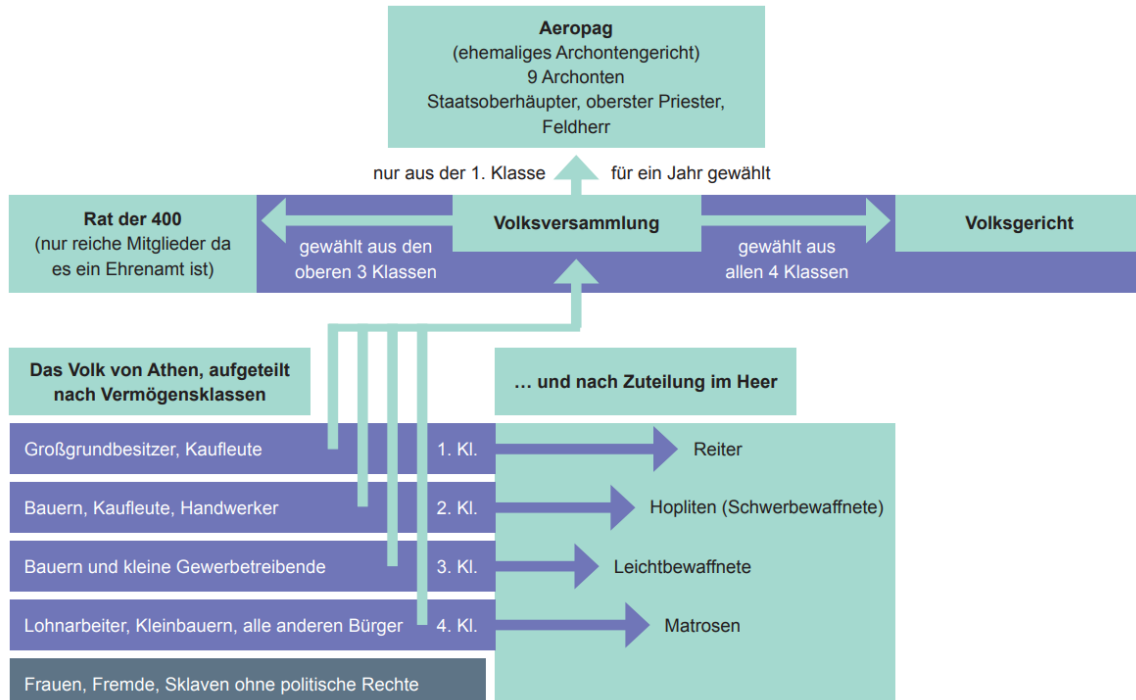 Aeropag
(ehemaliges Archontengericht)
9 Archonten
Staatsoberhäupter, oberster Priester,
Feldherr
nur aus der 1. Klasse
für ein Jahr gewählt
Rat der 400
(nur reiche Mitglieder da
es ein Ehrenamt ist)
gewählt aus den
oberen 3 Klassen
Volksversammlung
gewählt aus
allen 4 Klassen
Volksgericht
Das Volk von Athen, aufgeteilt
nach Vermögensklassen
… und nach Zuteilung im Heer
Großgrundbesitzer, Kaufleute 1. Kl. Reiter
Bauern, Kaufleute, Handwerker 2. Kl. Hopliten (Schwerbewaffnete)
Bauern und kleine Gewerbetreibende 3. Kl. Leichtbewaffnete
Lohnarbeiter, Kleinbauern, alle anderen Bürger 4. Kl. Matrosen
Frauen, Fremde, Sklaven ohne politische Rechte